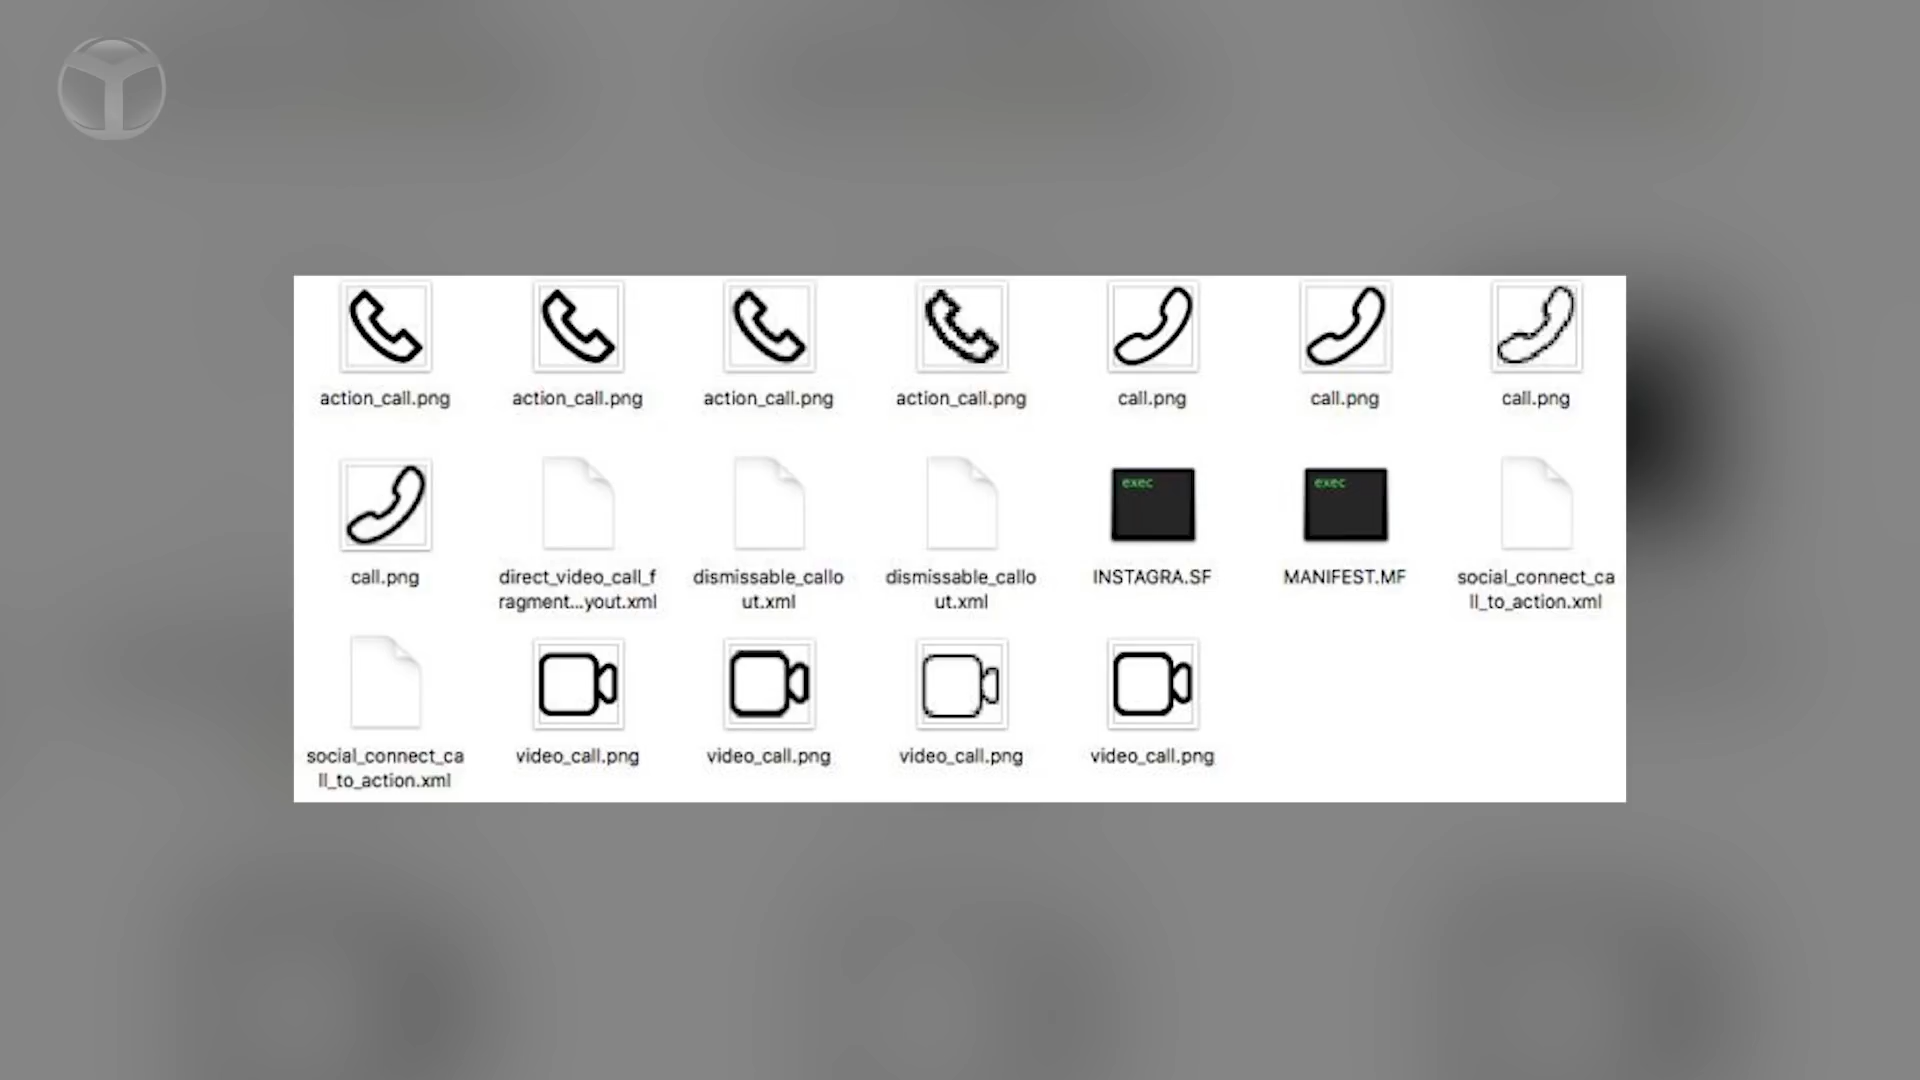 action_call.png action_call.png action_call.png action_call.png call.png call.png call.png
exec exec
call.png direct_video_call_f dismissable_callo dismissable_callo INSTAGRA.SF MANIFEST.MF social_connect_ca
ragment...yout.xml ut.xml ut.xml ll_to_action.xml
social_connect_ca video_call.png video_call.png video_call.png video_call.png
ll_to_action.xml